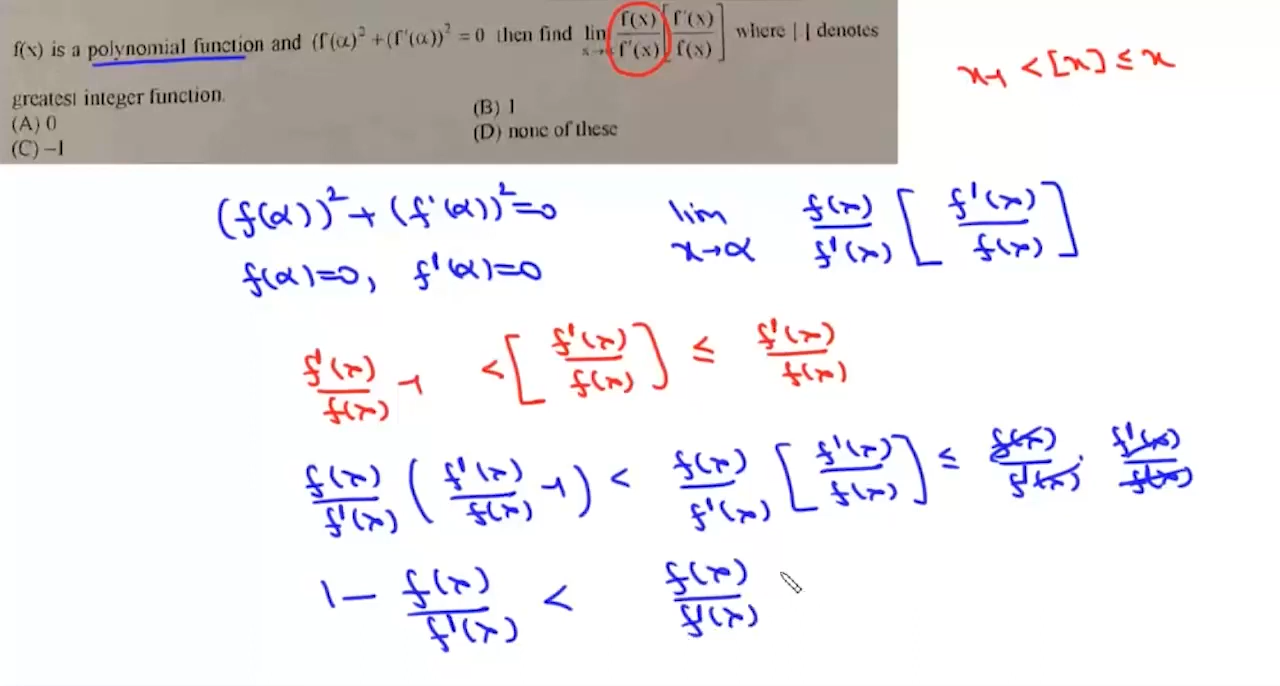 f(x) is a polynomial function and (f(α)² + (f'(α))² = 0 then find lim x→α f(x)/f'(x) [f'(x)/f(x)] where [.] denotes
x-1 < [x] ≤ x
greatest integer function.
(A) 0
(B) 1
(C) –1
(D) none of these
(f(α))² + (f'(α))² = 0
lim x→α f(x)/f'(x) [f'(x)/f(x)]
f(α)=0, f'(α)=0
f'(x)/f(x) -1 < [f'(x)/f(x)] ≤ f'(x)/f(x)
f(x)/f'(x) (f'(x)/f(x) -1) < f(x)/f'(x) [f'(x)/f(x)] ≤ f(x)/f'(x) . f'(x)/f(x)
1 - f(x)/f'(x) < f(x)/f'(x)